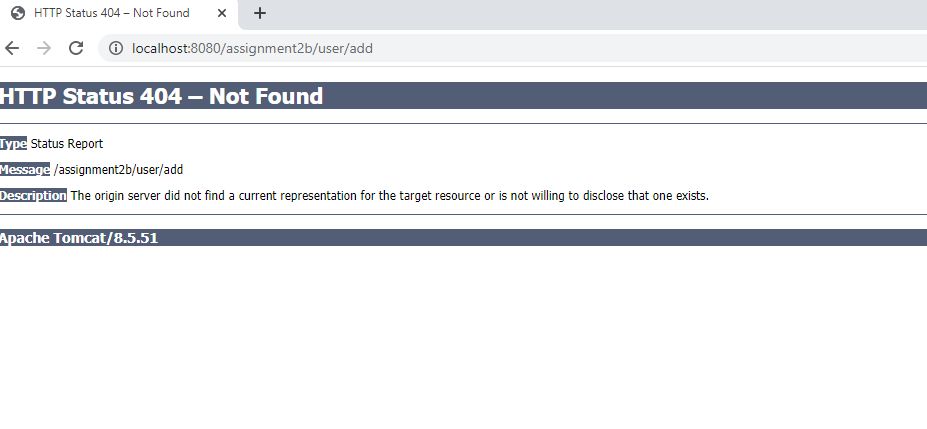 HTTP Status 404 – Not Found
localhost:8080/assignment2b/user/add
HTTP Status 404 – Not Found
Type Status Report
Message /assignment2b/user/add
Description The origin server did not find a current representation for the target resource or is not willing to disclose that one exists.
Apache Tomcat/8.5.51